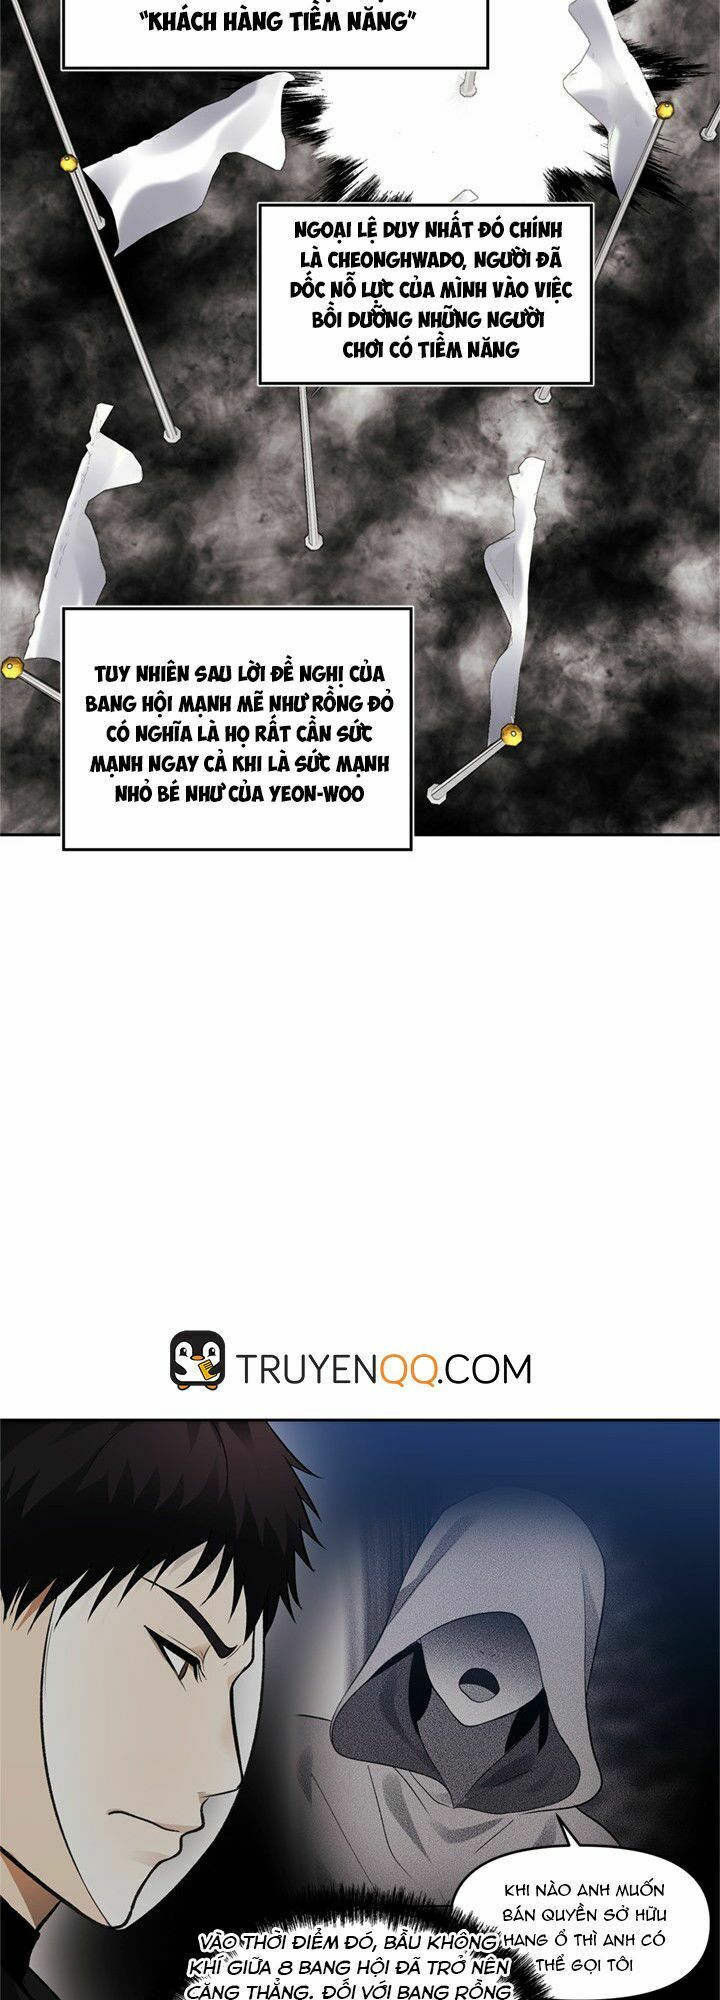 "KHÁCH HÀNG TIỀM NĂNG"
NGOẠI LỆ DUY NHẤT ĐÓ CHÍNH
LÀ CHEONGHWADO, NGƯỜI ĐÃ
DỐC NỖ LỰC CỦA MÌNH VÀO VIỆC
BỒI DƯỠNG NHỮNG NGƯỜI
CHƠI CÓ TIỀM NĂNG
TUY NHIÊN SAU LỜI ĐỀ NGHỊ CỦA
BANG HỘI MẠNH MẼ NHƯ RỒNG ĐỎ
CÓ NGHĨA LÀ HỌ RẤT CẦN SỨC
MẠNH NGAY CẢ KHI LÀ SỨC MẠNH
NHỎ BÉ NHƯ CỦA YEON-WOO
TRUYENQQ.COM
KHI NÀO ANH MUỐN
BÁN QUYỀN SỞ HỮU
HANG Ổ THÌ ANH CÓ
THỂ GỌI TÔI
VÀO THỜI ĐIỂM ĐÓ, BẦU KHÔNG
KHÍ GIỮA 8 BANG HỘI ĐÃ TRỞ NÊN
CĂNG THẲNG. ĐỐI VỚI BANG RỒNG